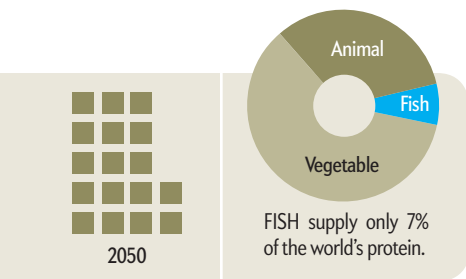 Animal
Fish
Vegetable
2050
FISH supply only 7%
of the world's protein.